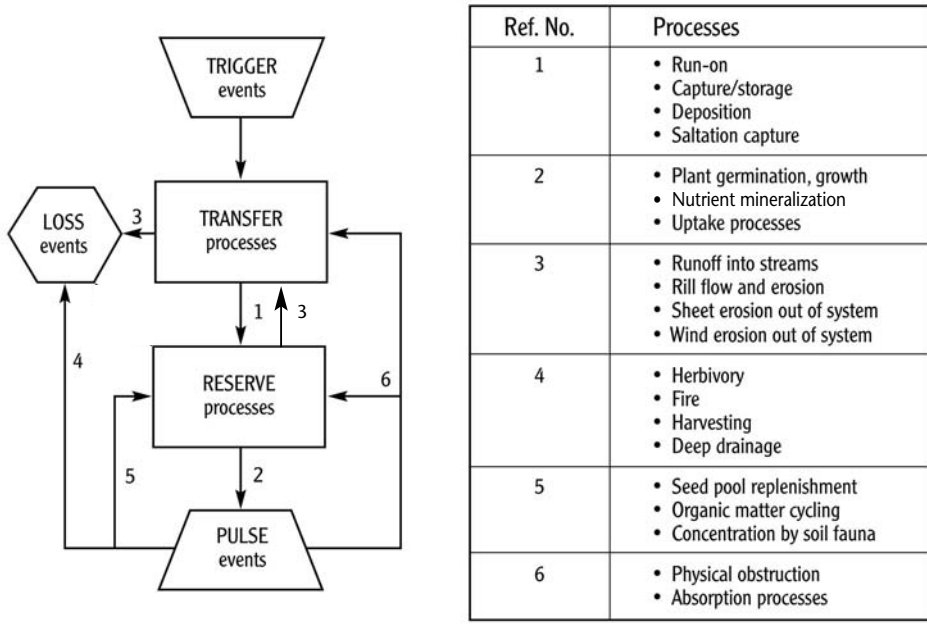 TRIGGER
events
LOSS
events
3
TRANSFER
processes
1
3
4
RESERVE
processes
6
5
2
PULSE
events
Ref. No. Processes
1 • Run-on
• Capture/storage
• Deposition
• Saltation capture
2 • Plant germination, growth
• Nutrient mineralization
• Uptake processes
3 • Runoff into streams
• Rill flow and erosion
• Sheet erosion out of system
• Wind erosion out of system
4 • Herbivory
• Fire
• Harvesting
• Deep drainage
5 • Seed pool replenishment
• Organic matter cycling
• Concentration by soil fauna
6 • Physical obstruction
• Absorption processes